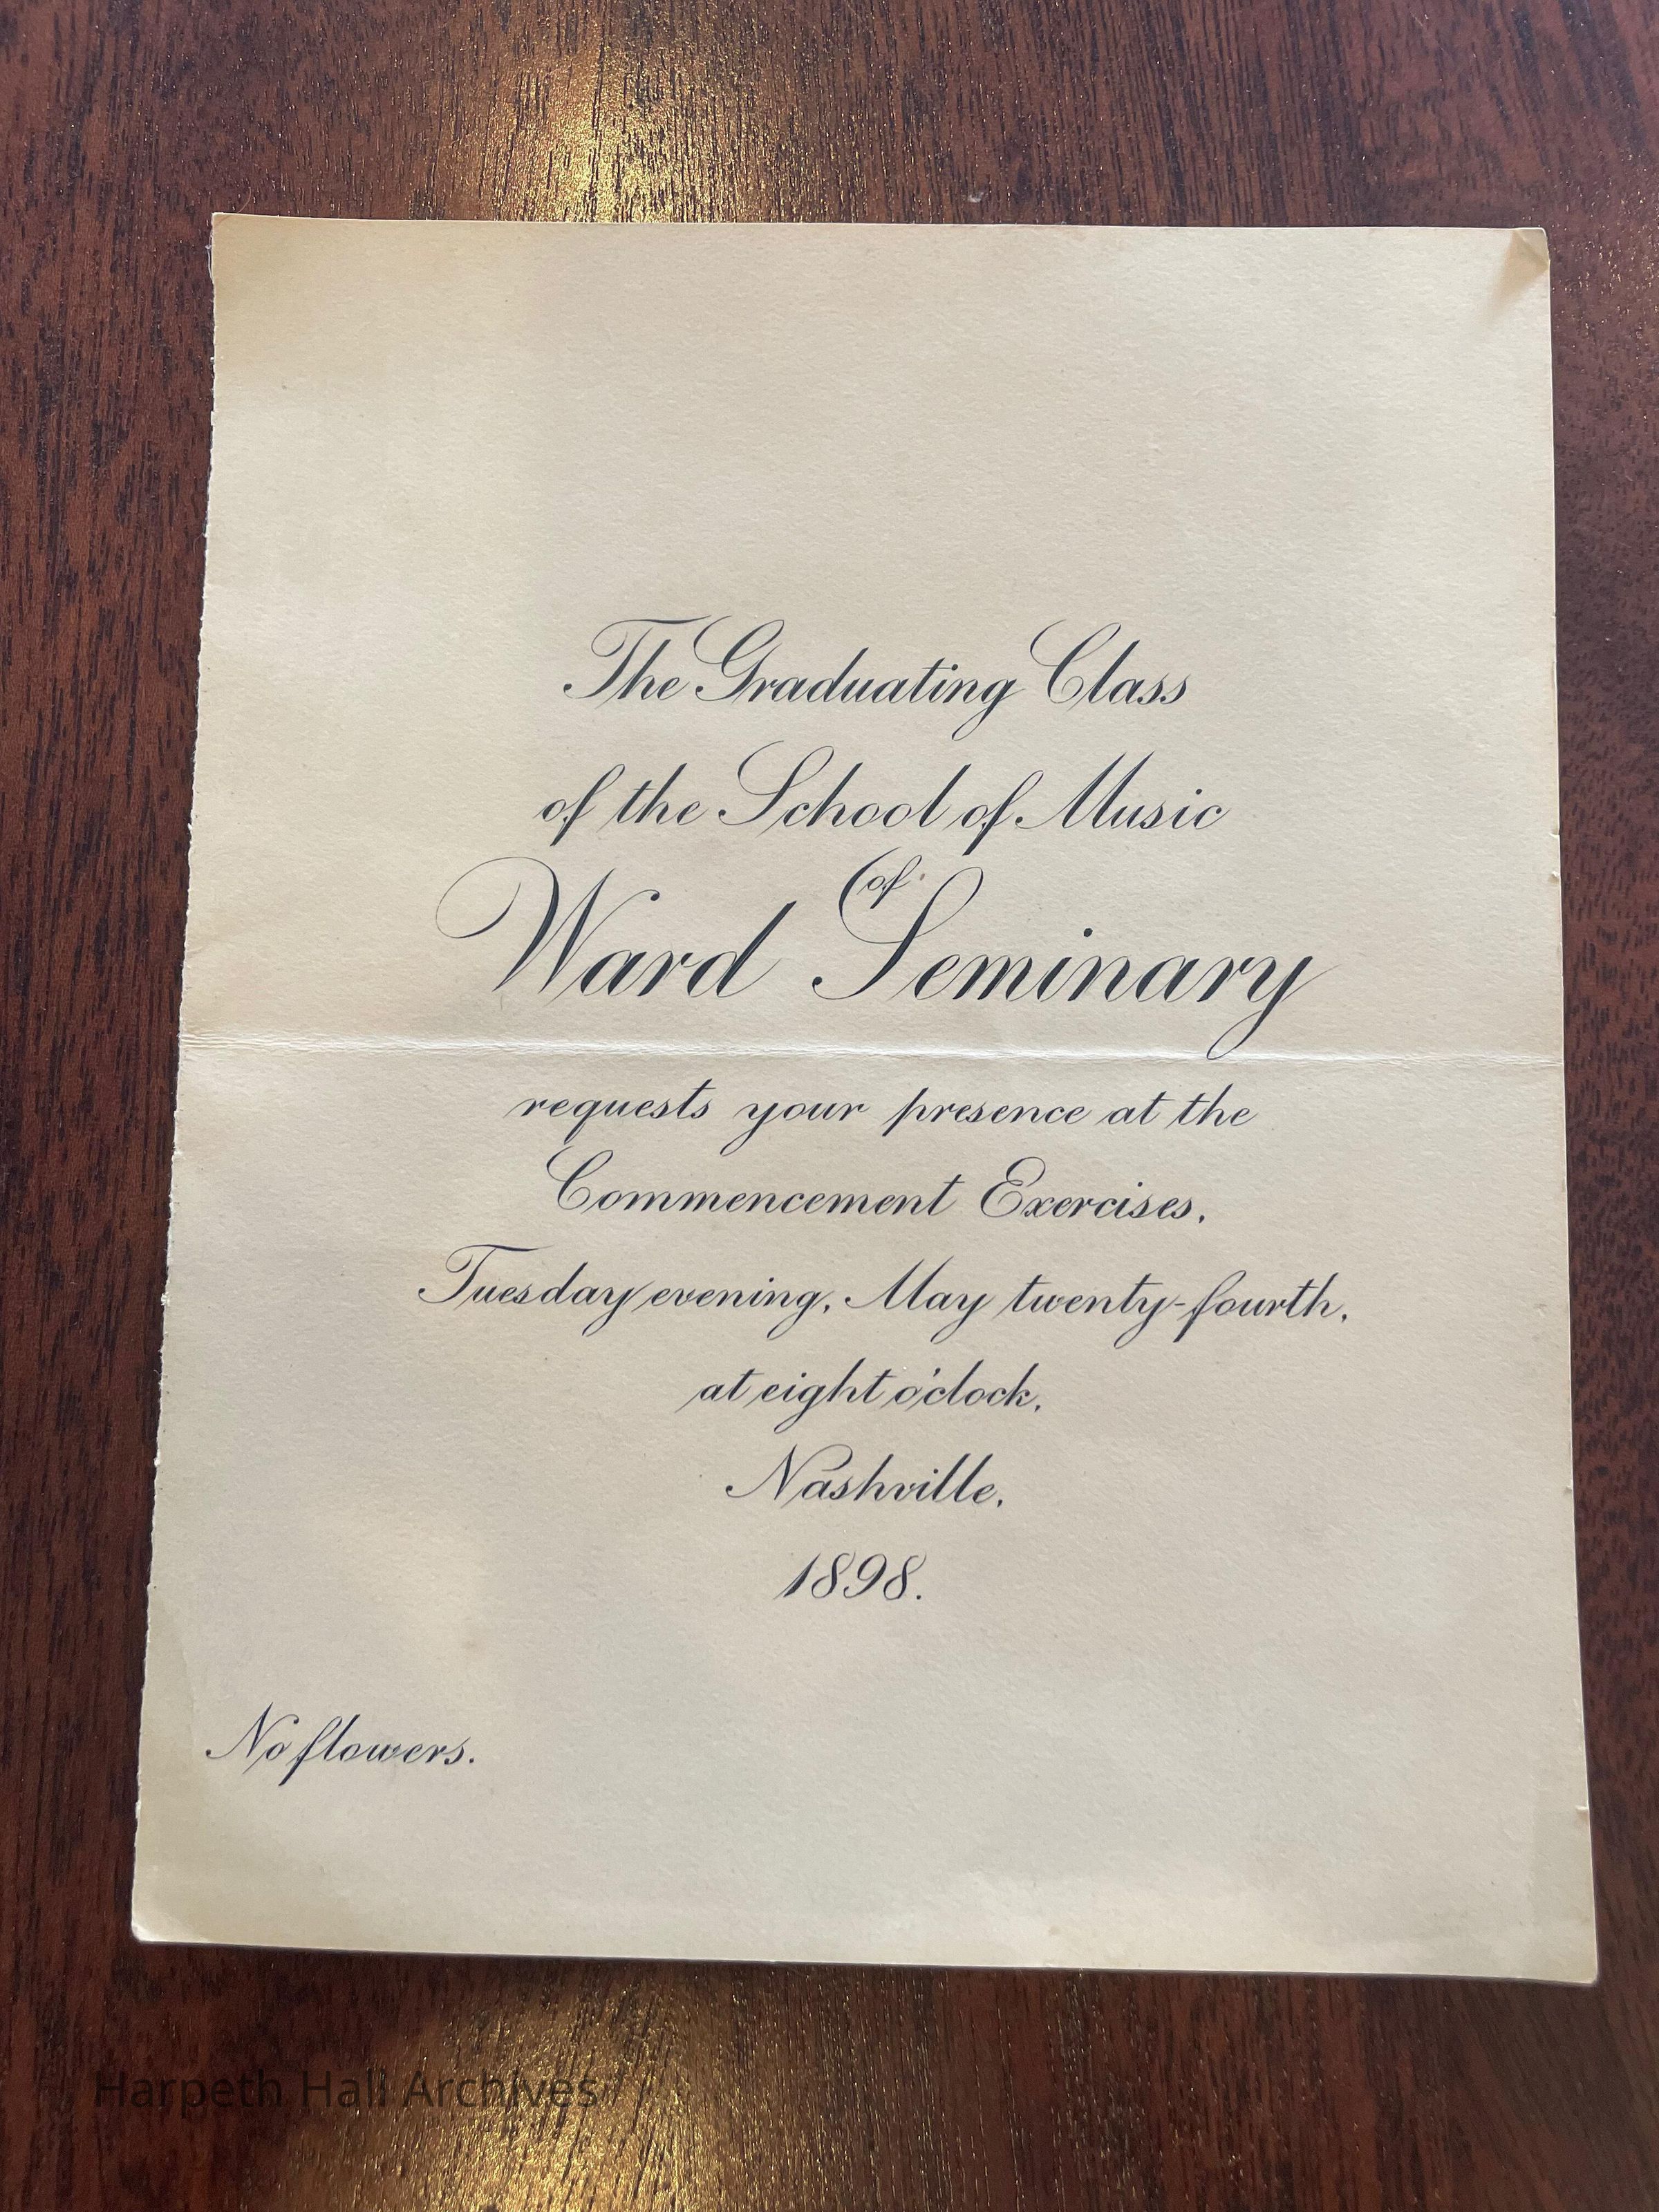 The Graduating Class
of the School of Music
of
Ward Seminary
requests your presence at the
Commencement Exercises,
Tuesday evening, May twenty-fourth,
at eight o'clock,
Nashville,
1898.
No flowers.
Harpeth Hall Archives